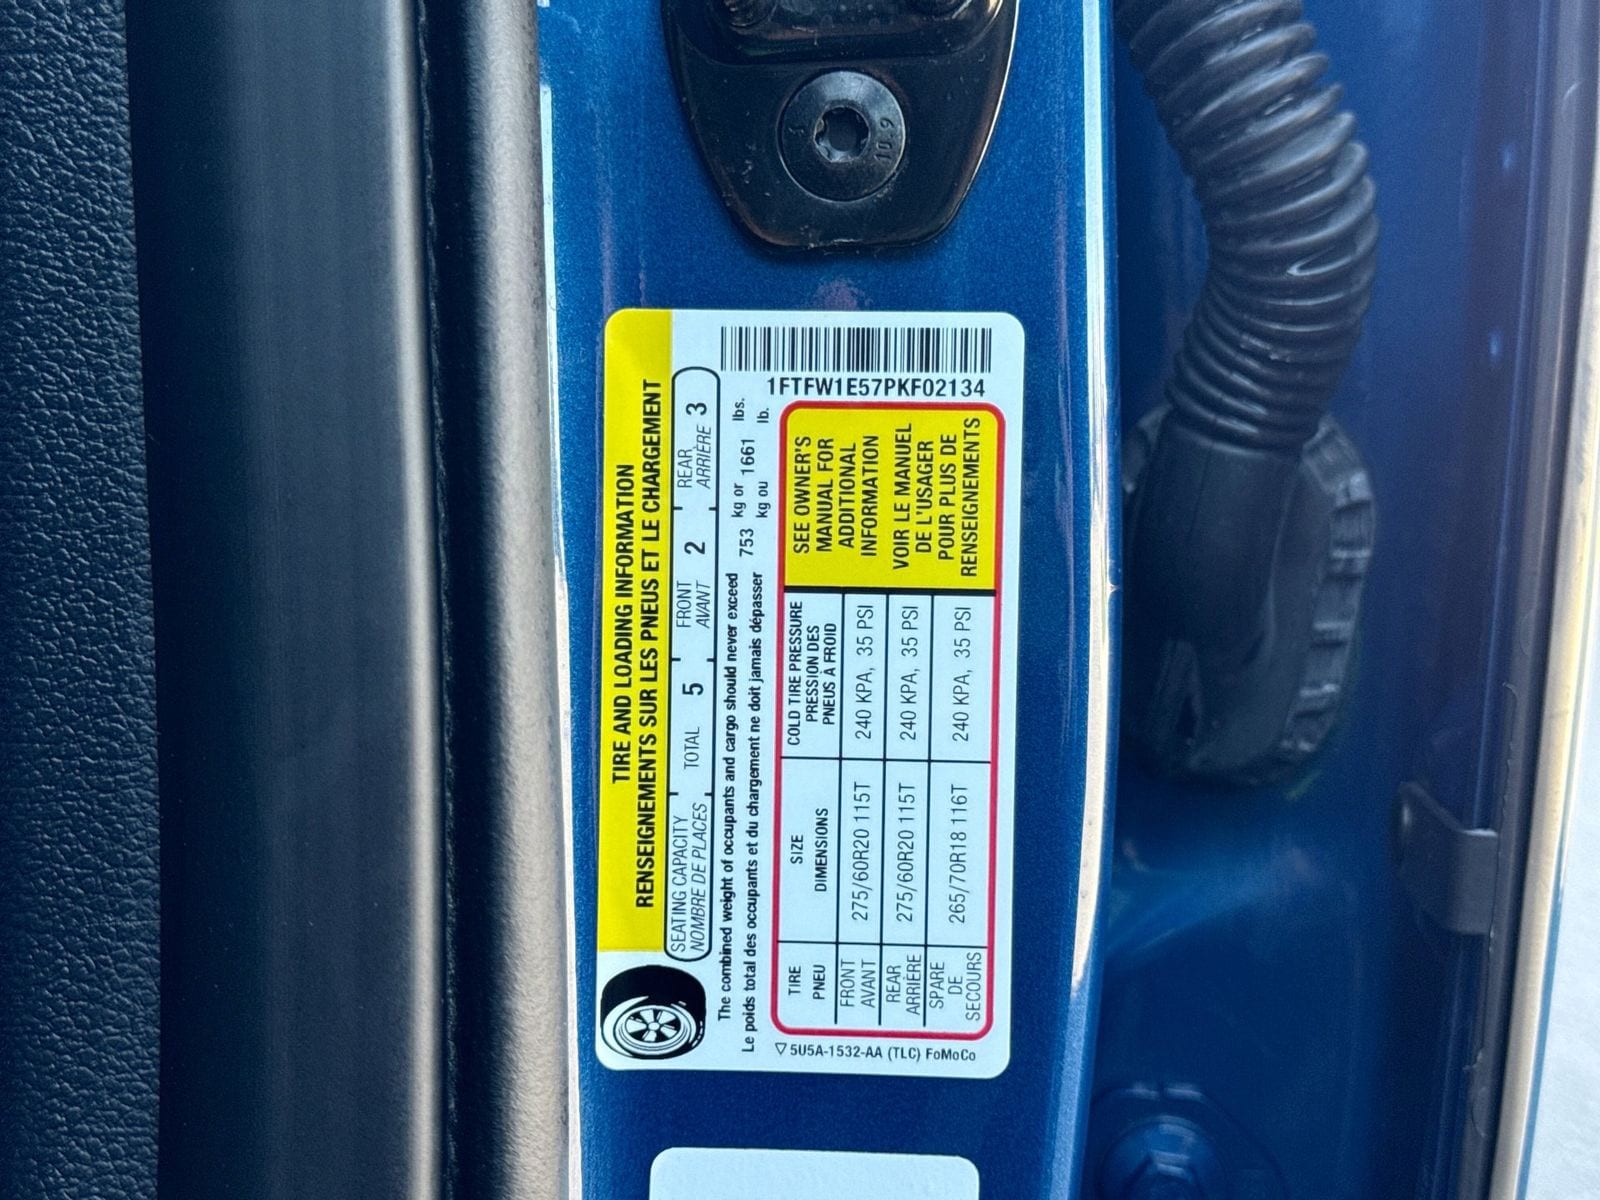 10.9
TIRE AND LOADING INFORMATION
RENSEIGNEMENTS SUR LES PNEUS ET LE CHARGEMENT
SEATING CAPACITY TOTAL 5 FRONT 2 REAR 3
NOMBRE DE PLACES AVANT ARRIÈRE
The combined weight of occupants and cargo should never exceed 753 kg or 1661 lbs.
Le poids total des occupants et du chargement ne doit jamais dépasser kg ou lb.
1FTFW1E57PKF02134
TIRE SIZE COLD TIRE PRESSURE
PNEU DIMENSIONS PRESSION DES
PNEUS À FROID
FRONT 275/60R20 115T 240 KPA, 35 PSI
AVANT
REAR 275/60R20 115T 240 KPA, 35 PSI
ARRIÈRE
SPARE 265/70R18 116T 240 KPA, 35 PSI
DE
SECOURS
SEE OWNER'S
MANUAL FOR
ADDITIONAL
INFORMATION
VOIR LE MANUEL
DE L'USAGER
POUR PLUS DE
RENSEIGNEMENTS
5U5A-1532-AA (TLC) FoMoCo